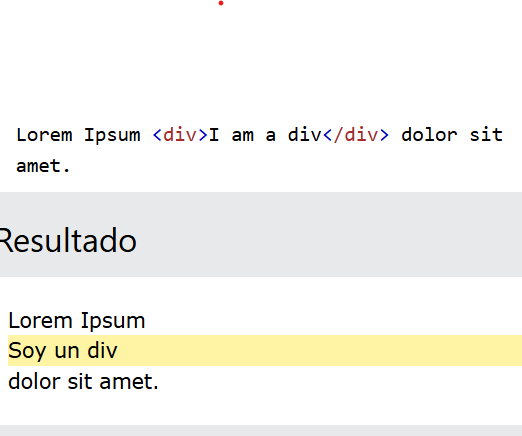 Lorem Ipsum <div>I am a div</div> dolor sit
amet.
Resultado
Lorem Ipsum
Soy un div
dolor sit amet.